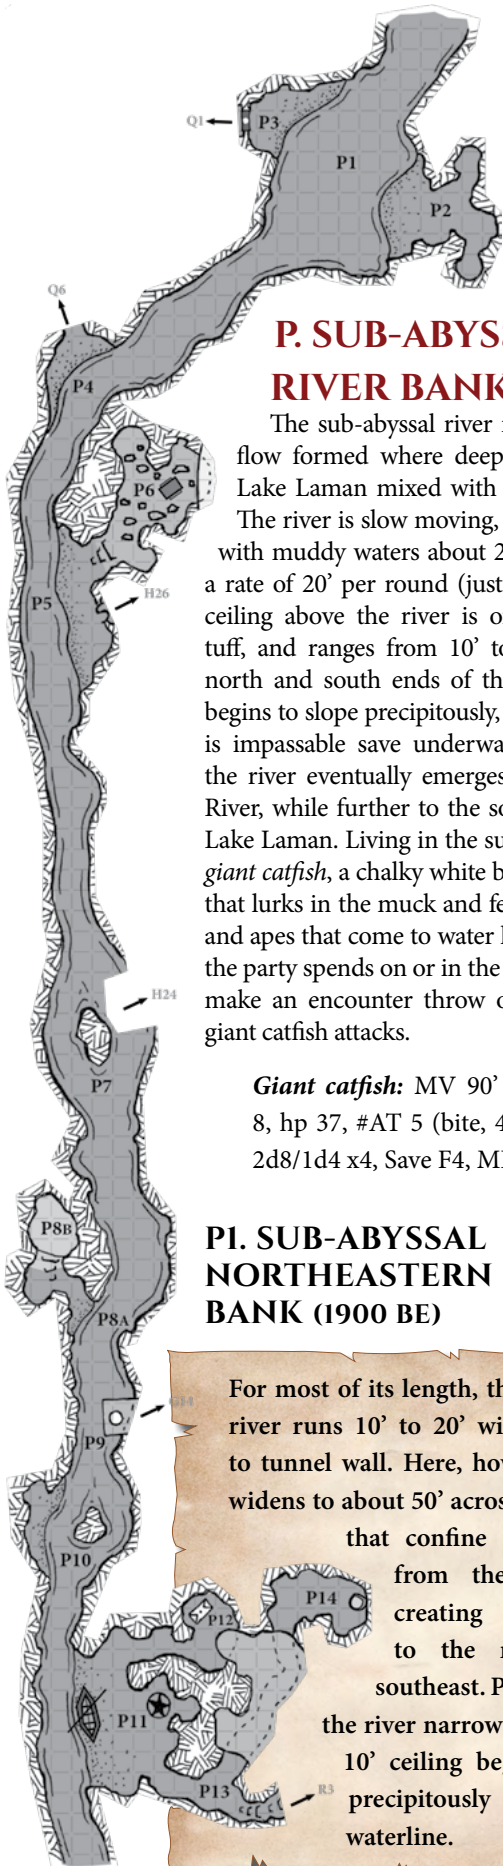 Q1
P3
P1
P2
Q6
P4
P6
H26
P5
H24
P7
P8B
P8A
P9
P10
P12
P14
P11
P13
R3
P. SUB-ABYS
RIVER BANK
The sub-abyssal river
flow formed where deep
Lake Laman mixed with
The river is slow moving,
with muddy waters about 2
a rate of 20’ per round (just
ceiling above the river is o
tuff, and ranges from 10’ to
north and south ends of th
begins to slope precipitously,
is impassable save underwa
the river eventually emerges
River, while further to the so
Lake Laman. Living in the su
giant catfish, a chalky white b
that lurks in the muck and fe
and apes that come to water
the party spends on or in the
make an encounter throw o
giant catfish attacks.
Giant catfish: MV 90’
8, hp 37, #AT 5 (bite, 4
2d8/1d4 x4, Save F4, M
P1. SUB-ABYSSAL
NORTHEASTERN
BANK (1900 BE)
For most of its length, th
river runs 10’ to 20’ wi
to tunnel wall. Here, ho
widens to about 50’ acros
that confine
from the
creating
to the
southeast. P
the river narrow
10’ ceiling be
precipitously
waterline.